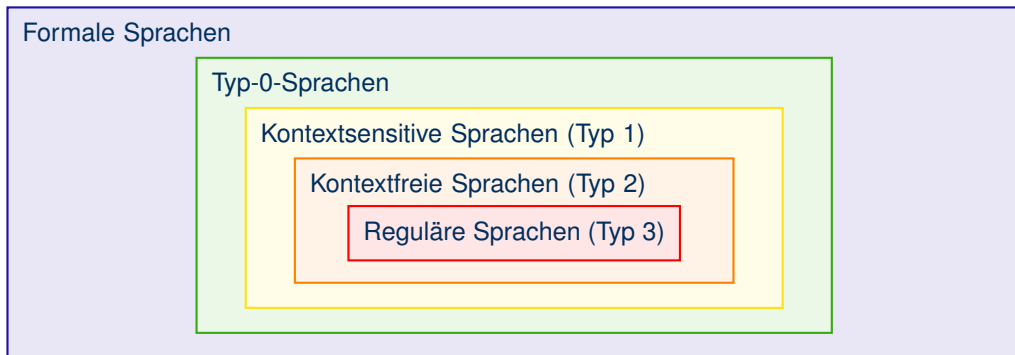 Formale Sprachen
Typ-0-Sprachen
Kontextsensitive Sprachen (Typ 1)
Kontextfreie Sprachen (Typ 2)
Reguläre Sprachen (Typ 3)